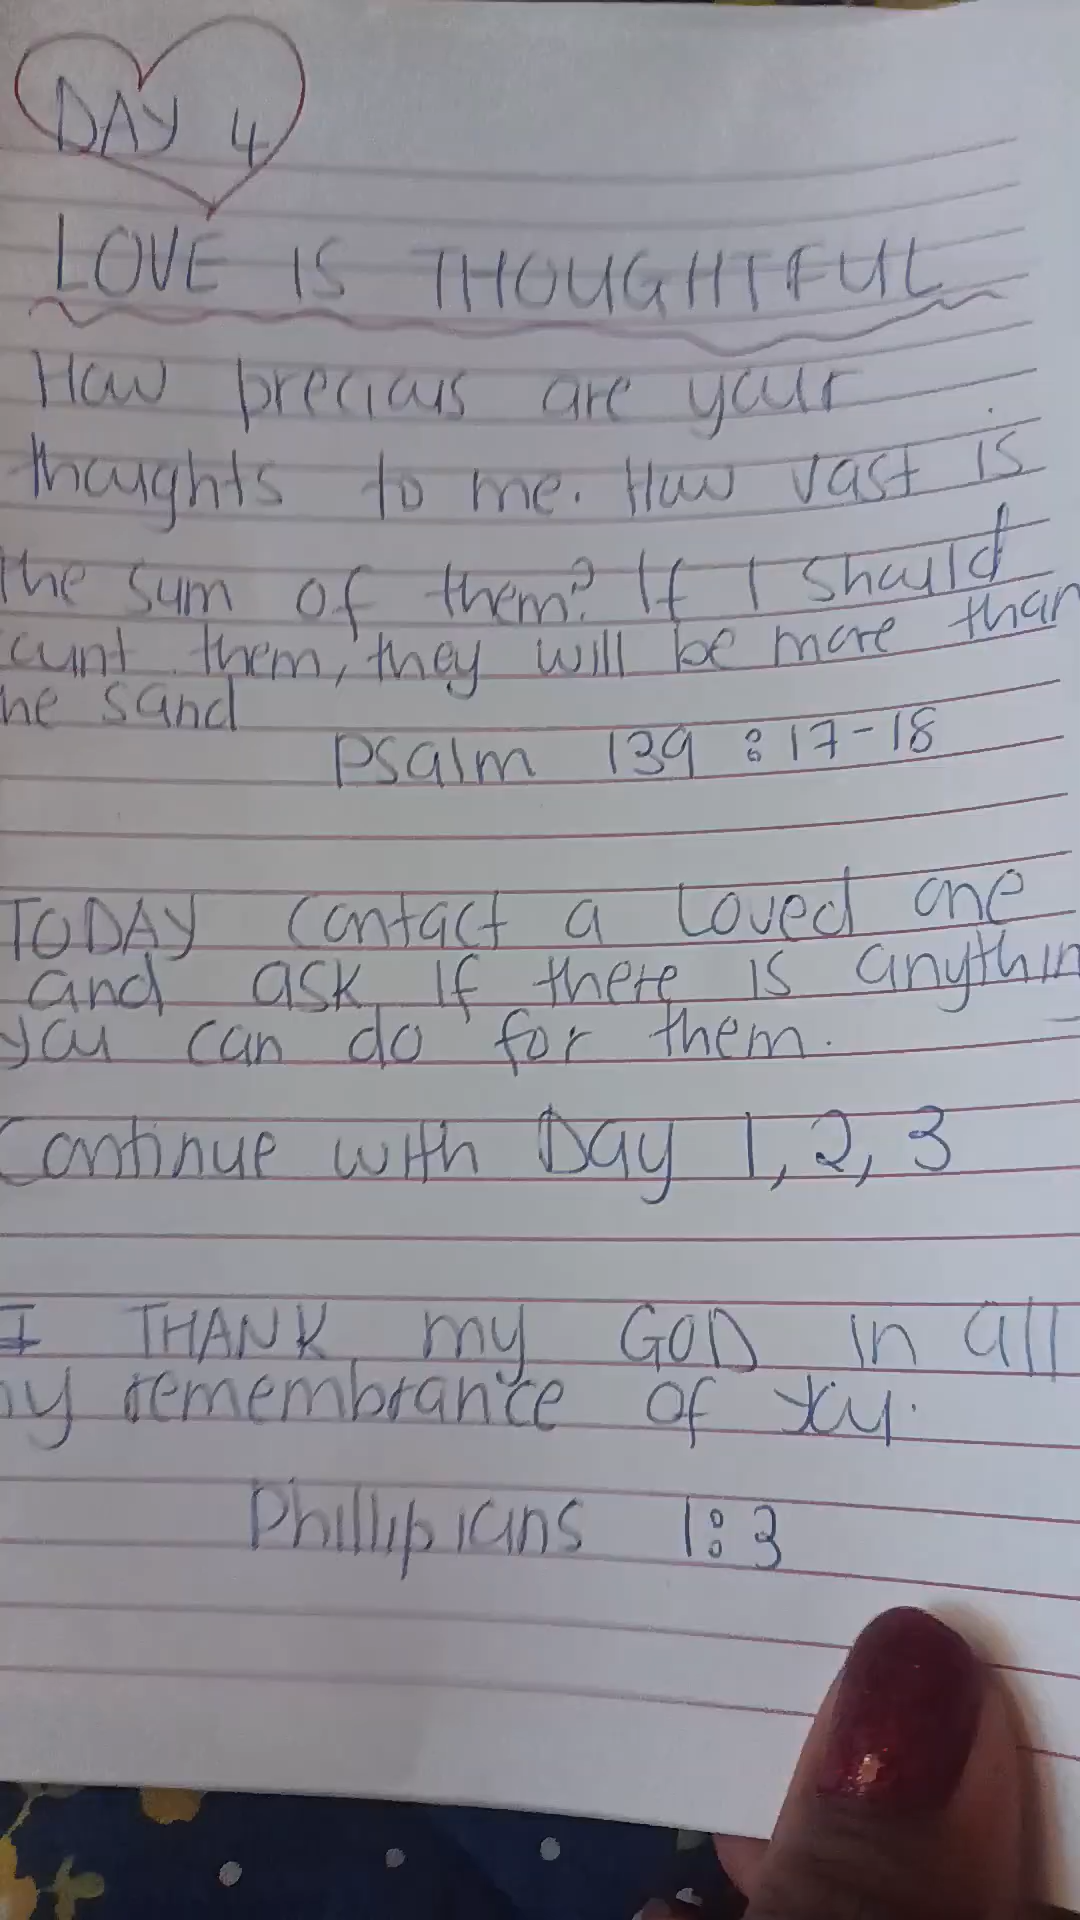 DAY 4
LOVE IS THOUGHTFUL
How precious are your
thoughts to me. How vast is
the sum of them? If I should
count them, they will be more than
he sand
Psalm 139 : 17-18
TODAY contact a loved one
and ask if there is anythin
you can do for them.
Continue with Day 1, 2, 3
I THANK my GOD in all
my remembrance of you.
Phillipians 1:3